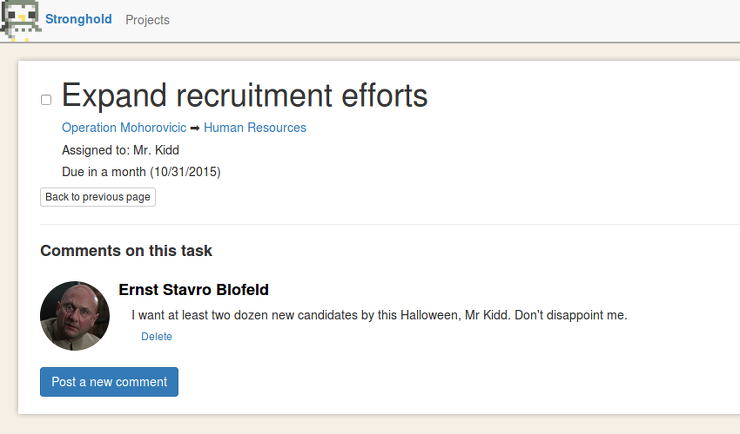 Stronghold Projects
Expand recruitment efforts
Operation Mohorovicic ➡ Human Resources
Assigned to: Mr. Kidd
Due in a month (10/31/2015)
Back to previous page
Comments on this task
Ernst Stavro Blofeld
I want at least two dozen new candidates by this Halloween, Mr Kidd. Don't disappoint me.
Delete
Post a new comment